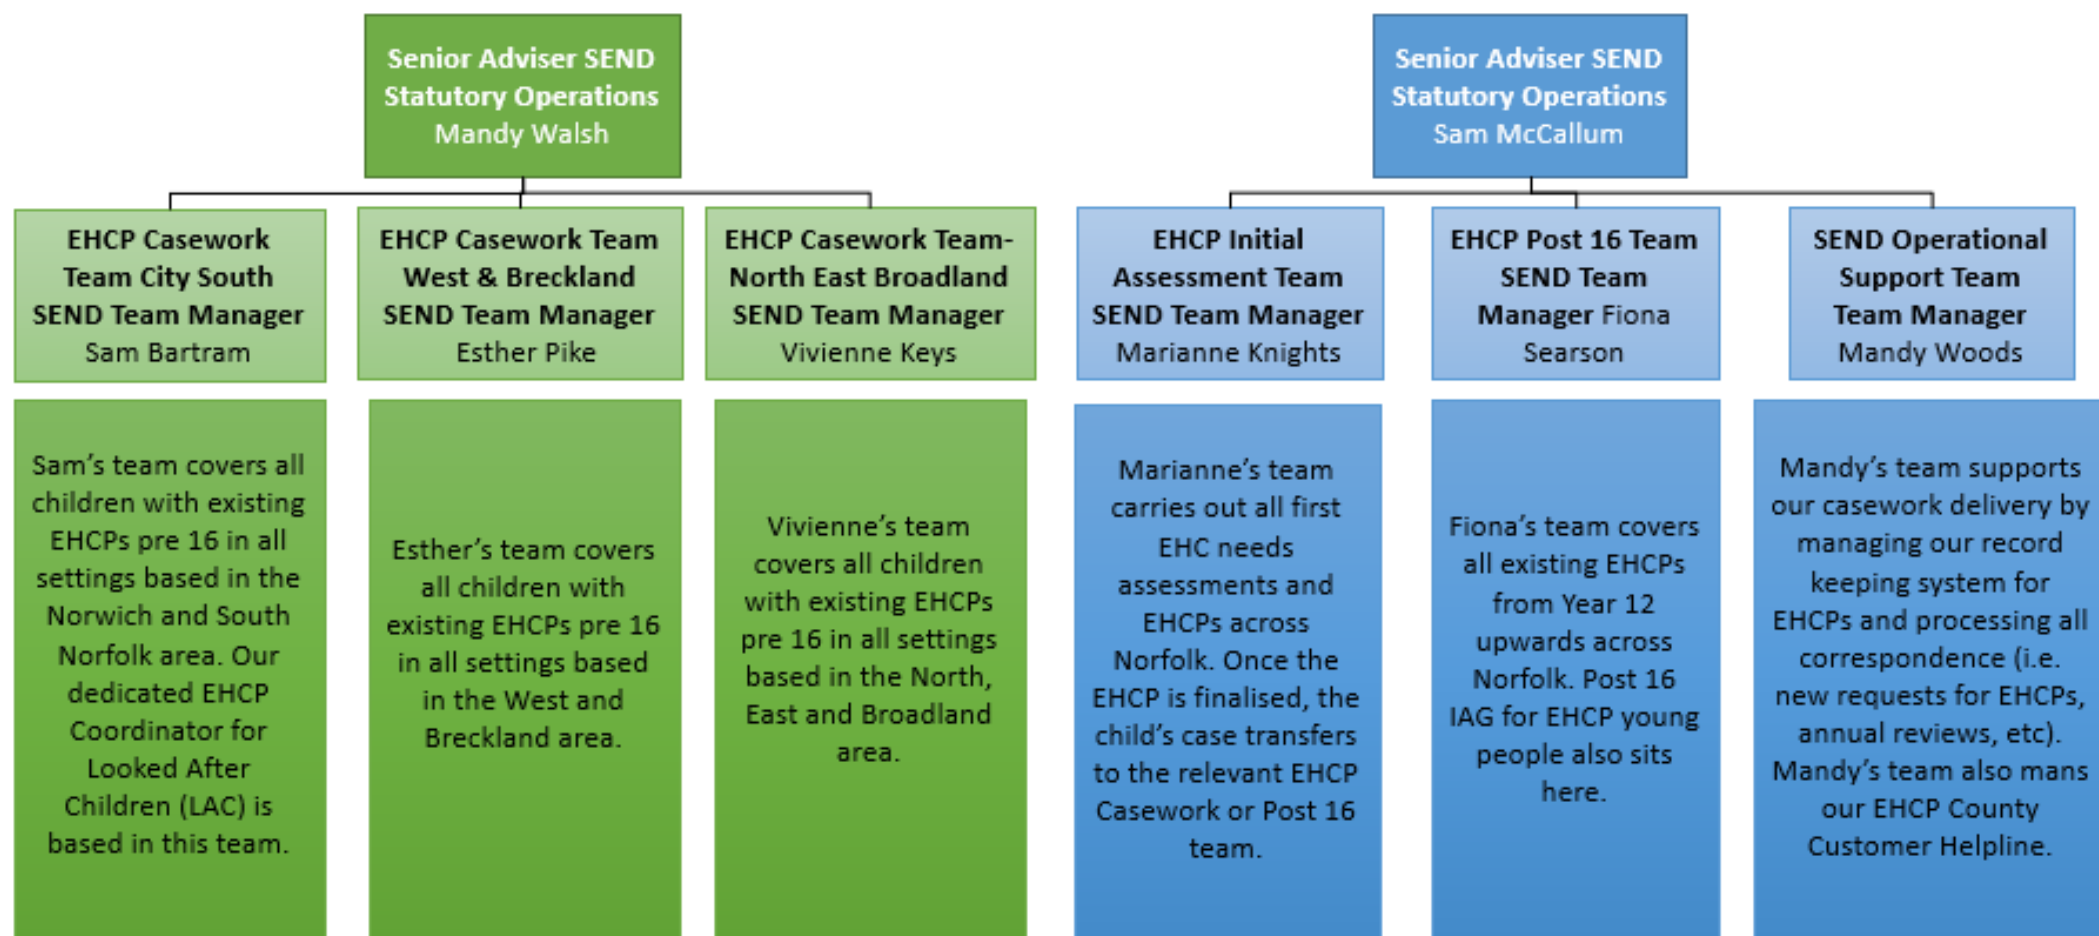 Senior Adviser SEND
Statutory Operations
Mandy Walsh
Senior Adviser SEND
Statutory Operations
Sam McCallum
EHCP Casework
Team City South
SEND Team Manager
Sam Bartram
EHCP Casework Team
West & Breckland
SEND Team Manager
Esther Pike
EHCP Casework Team-
North East Broadland
SEND Team Manager
Vivienne Keys
EHCP Initial
Assessment Team
SEND Team Manager
Marianne Knights
EHCP Post 16 Team
SEND Team
Manager Fiona
Searson
SEND Operational
Support Team
Team Manager
Mandy Woods
Sam’s team covers all
children with existing
EHCPs pre 16 in all
settings based in the
Norwich and South
Norfolk area. Our
dedicated EHCP
Coordinator for
Looked After
Children (LAC) is
based in this team.
Esther’s team covers
all children with
existing EHCPs pre 16
in all settings based
in the West and
Breckland area.
Vivienne’s team
covers all children
with existing EHCPs
pre 16 in all settings
based in the North,
East and Broadland
area.
Marianne’s team
carries out all first
EHC needs
assessments and
EHCPs across
Norfolk. Once the
EHCP is finalised, the
child’s case transfers
to the relevant EHCP
Casework or Post 16
team.
Fiona’s team covers
all existing EHCPs
from Year 12
upwards across
Norfolk. Post 16
IAG for EHCP young
people also sits
here.
Mandy’s team supports
our casework delivery by
managing our record
keeping system for
EHCPs and processing all
correspondence (i.e.
new requests for EHCPs,
annual reviews, etc).
Mandy’s team also mans
our EHCP County
Customer Helpline.